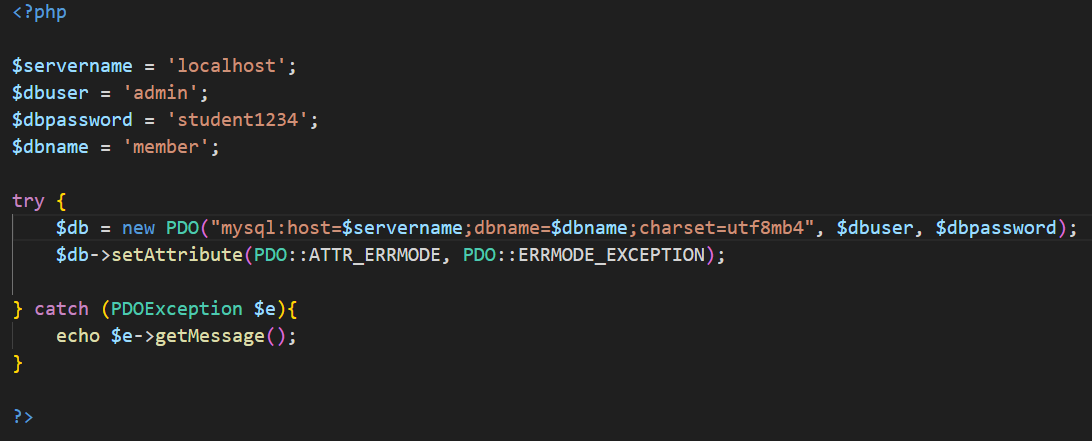 <?php
$servername = 'localhost';
$dbuser = 'admin';
$dbpassword = 'student1234';
$dbname = 'member';
try {
    $db = new PDO("mysql:host=$servername;dbname=$dbname;charset=utf8mb4", $dbuser, $dbpassword);
    $db->setAttribute(PDO::ATTR_ERRMODE, PDO::ERRMODE_EXCEPTION);
} catch (PDOException $e){
    echo $e->getMessage();
}
?>